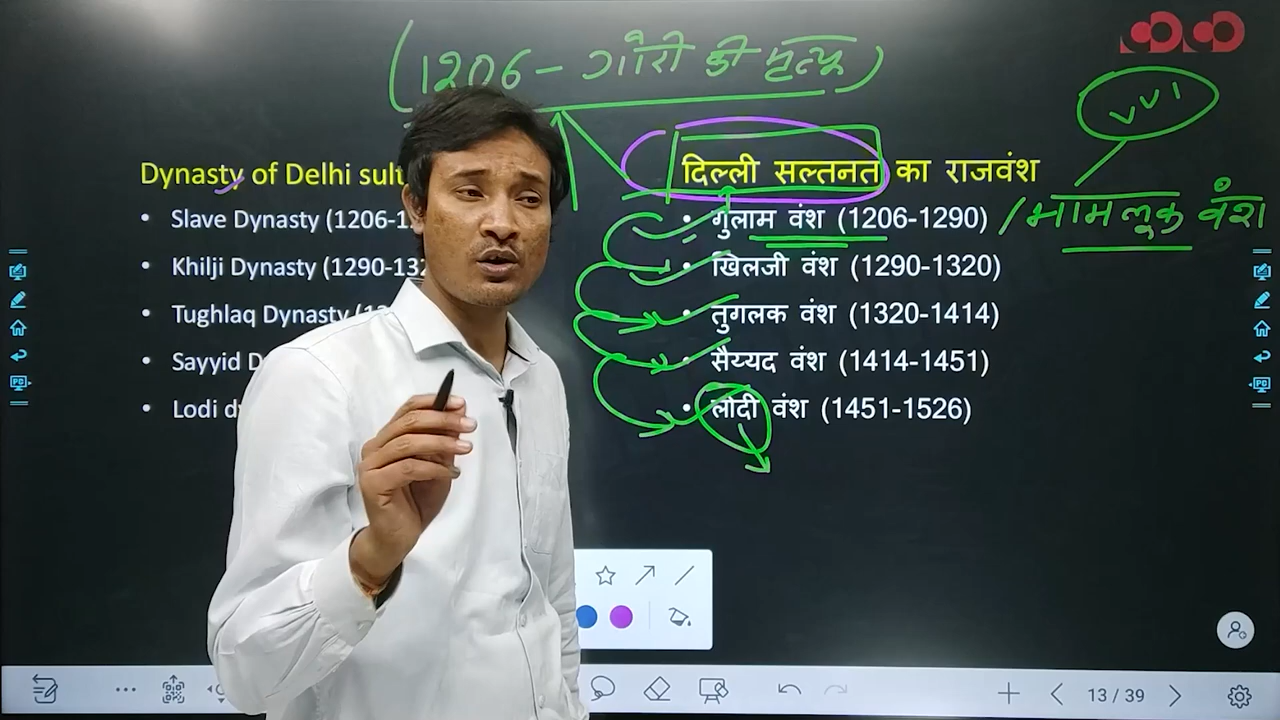 (1206 - गौरी की मृत्यु)
VVI
Dynasty of Delhi sult
Slave Dynasty (1206-1
Khilji Dynasty (1290-132
Tughlaq Dynasty (13
Sayyid D
Lodi d
दिल्ली सल्तनत का राजवंश
गुलाम वंश (1206-1290) / मामलूक वंश
खिलजी वंश (1290-1320)
तुगलक वंश (1320-1414)
सैय्यद वंश (1414-1451)
लोदी वंश (1451-1526)
13 / 39